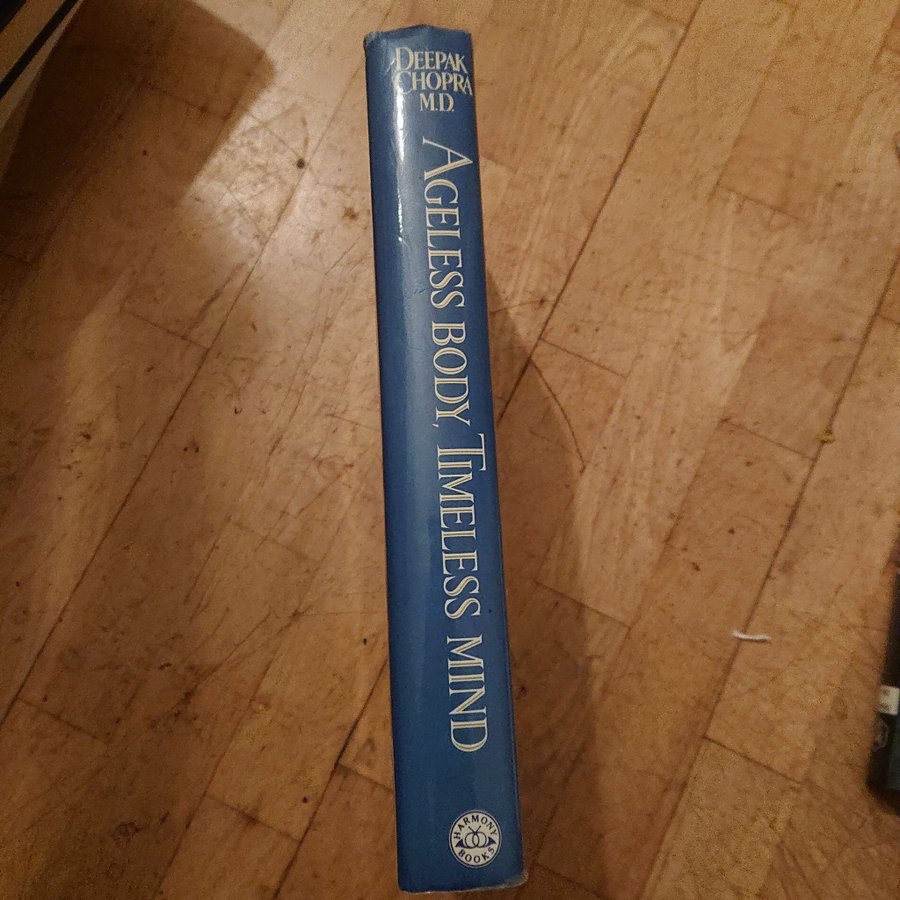 DEEPAK
CHOPRA
M.D.
AGELESS BODY, TIMELESS MIND
HARMONY
BOOKS